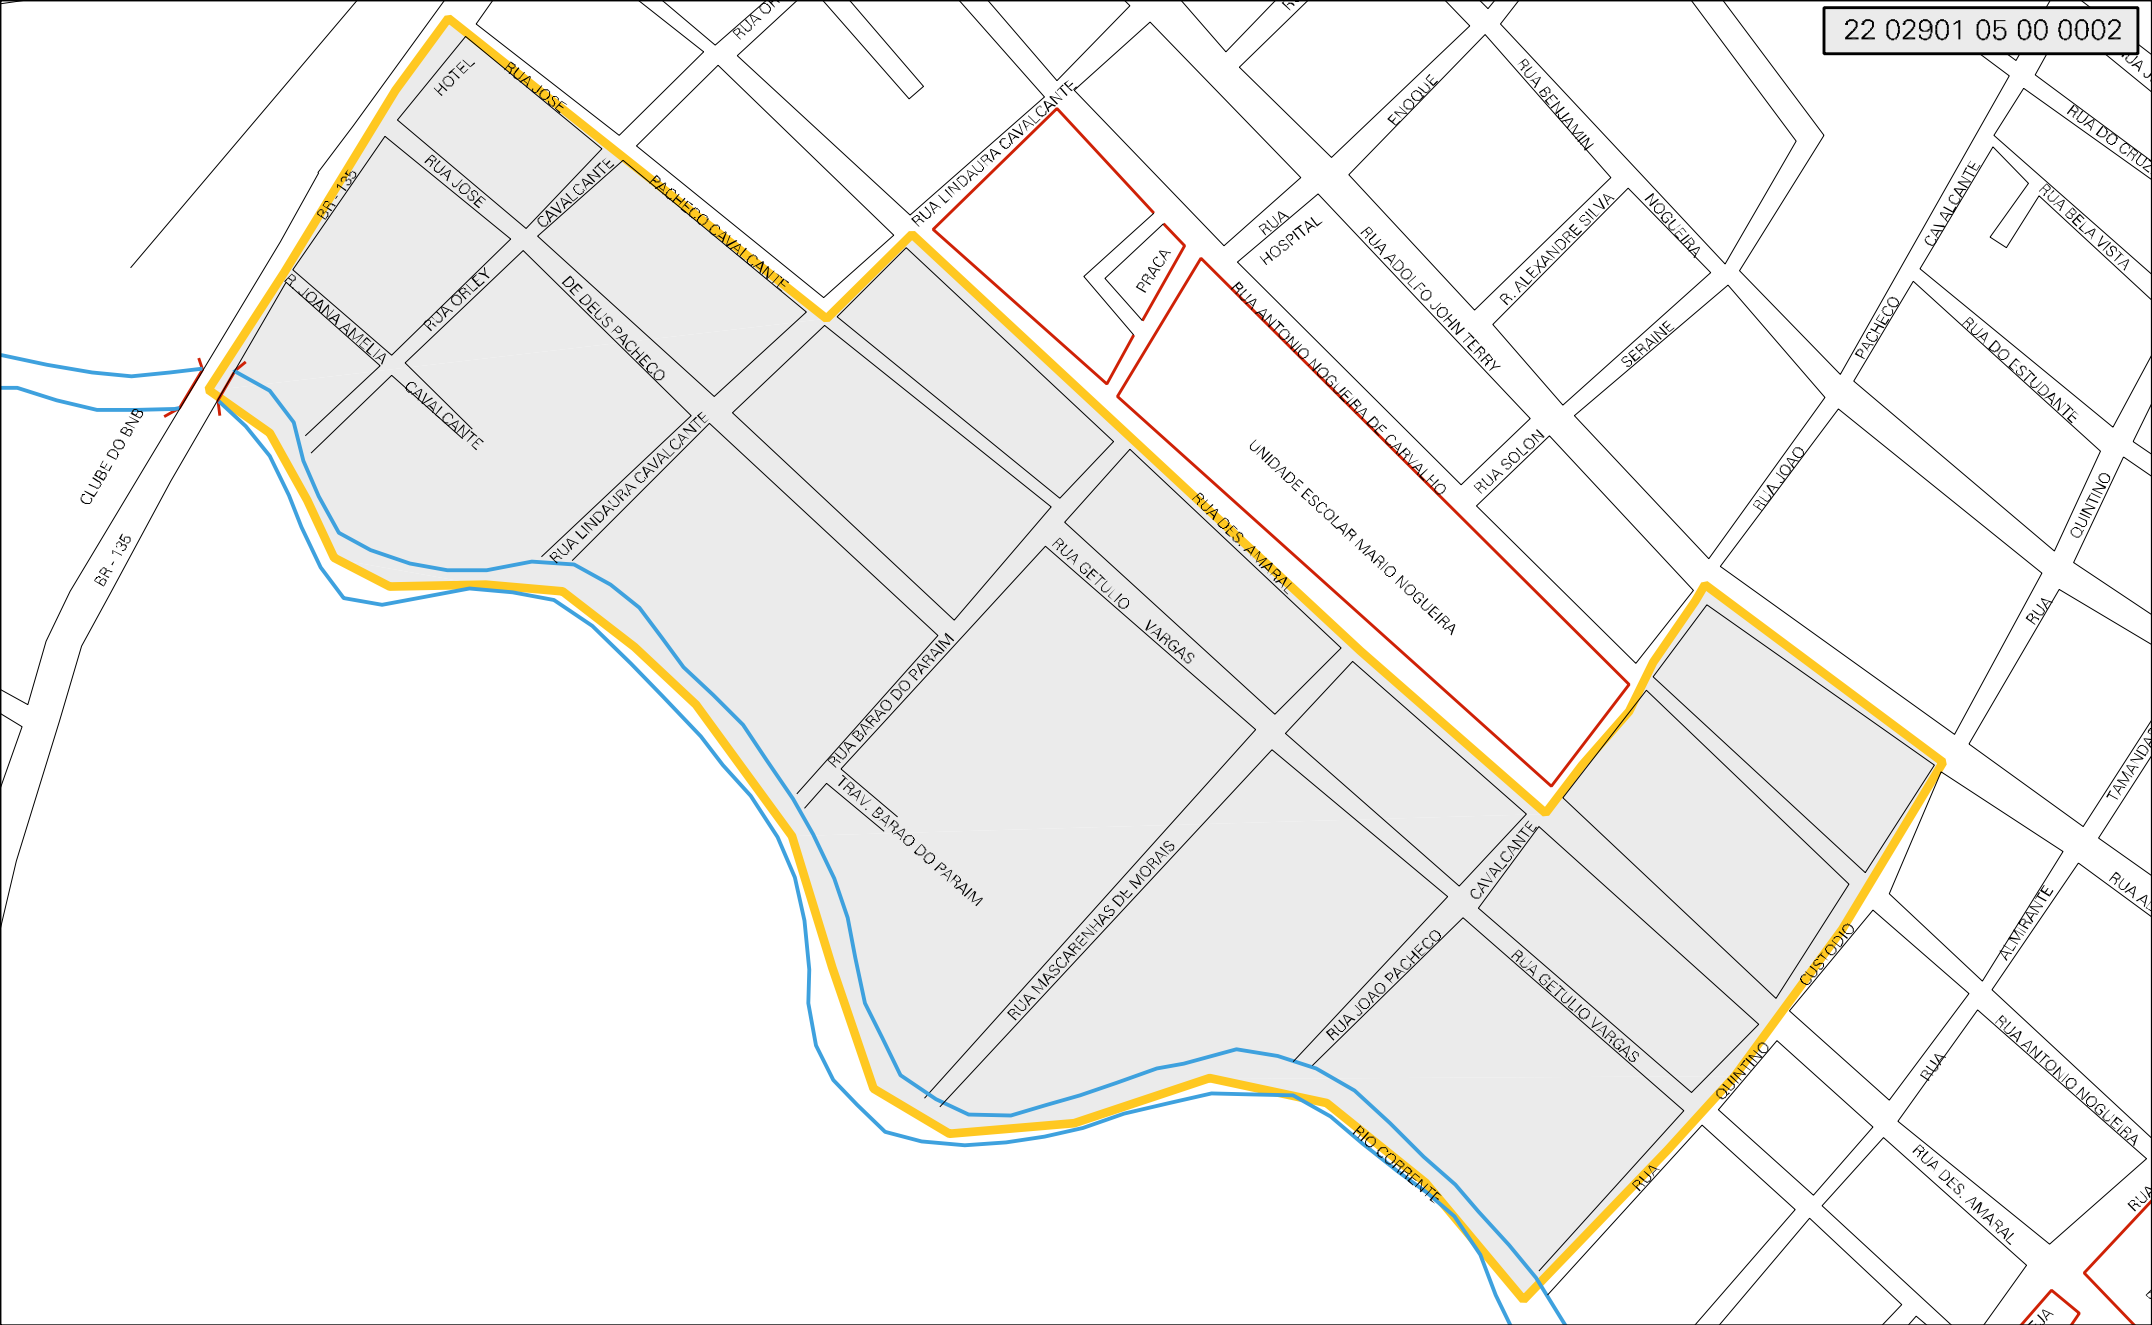 22 02901 05 00 0002
HOTEL
RUA JOSE
PACHECO CAVALCANTE
RUA LINDAURA CAVALCANTE
ENOQUE
RUA BENJAMIN
NOGUEIRA
RUA DO CRUZ
CAVALCANTE
RUA BELA VISTA
BR - 135
RUA JOSE
CAVALCANTE
RUA
HOSPITAL
PRACA
RUA ADOLFO JOHN TERRY
R. ALEXANDRE SILVA
SERAINE
PACHECO
RUA DO ESTUDANTE
R. JOANA AMELIA
CAVALCANTE
RUA ORLEY
DE DEUS PACHECO
RUA ANTONIO NOGUEIRA DE CARVALHO
UNIDADE ESCOLAR MARIO NOGUEIRA
RUA SOLON
RUA JOAO
QUINTINO
CLUBE DO BNB
BR - 135
RUA LINDAURA CAVALCANTE
RUA DES. AMARAL
RUA GETULIO
VARGAS
RUA
RUA BARAO DO PARAIM
TRAV. BARAO DO PARAIM
RUA MASCARENHAS DE MORAIS
CAVALCANTE
RUA JOAO PACHECO
RUA GETULIO VARGAS
CUSTODIO
QUINTINO
RUA
ALMIRANTE
RUA
RUA ANTONIO NOGUEIRA
RUA DES. AMARAL
RIO CORRENTE
RUA